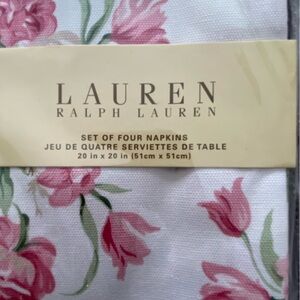 LAUREN
RALPH LAUREN
SET OF FOUR NAPKINS
JEU DE QUATRE SERVIETTES DE TABLE
20 in x 20 in (51cm x 51cm)